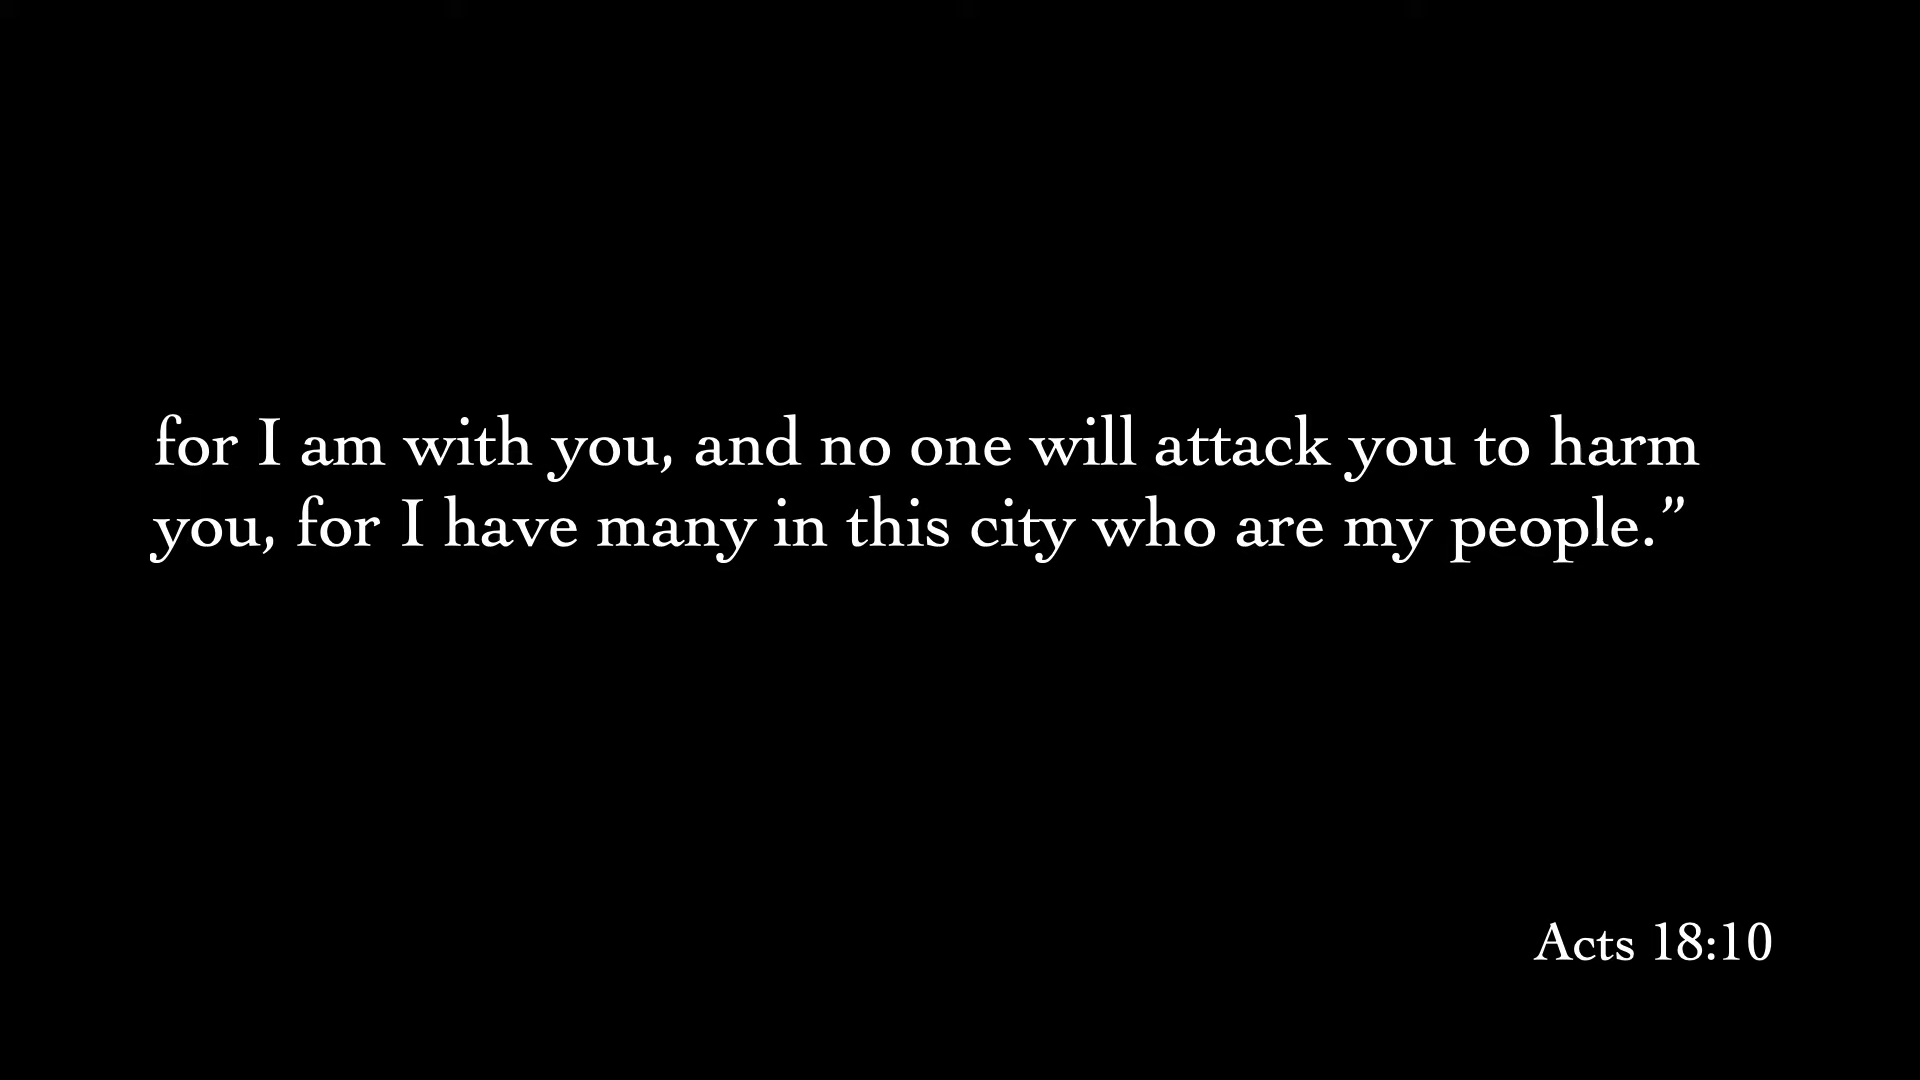 for I am with you, and no one will attack you to harm
you, for I have many in this city who are my people.”
Acts 18:10